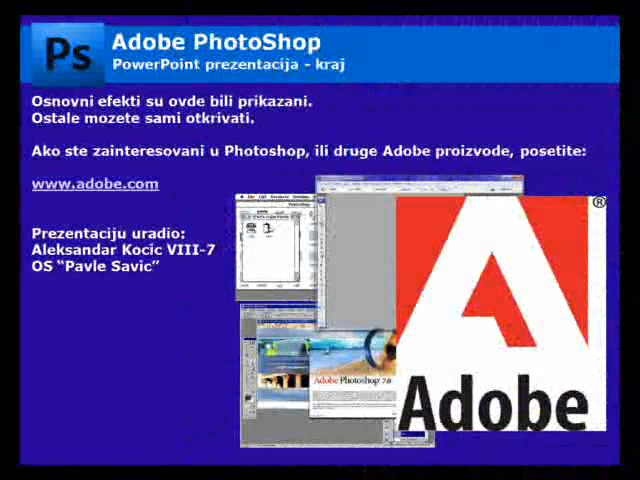 Ps
Adobe PhotoShop
PowerPoint prezentacija - kraj
Osnovni efekti su ovde bili prikazani.
Ostale mozete sami otkrivati.
Ako ste zainteresovani u Photoshop, ili druge Adobe proizvode, posetite:
www.adobe.com
Prezentaciju uradio:
Aleksandar Kocic VIII-7
OS “Pavle Savic”
Adobe Photoshop 7.0
®
Adobe